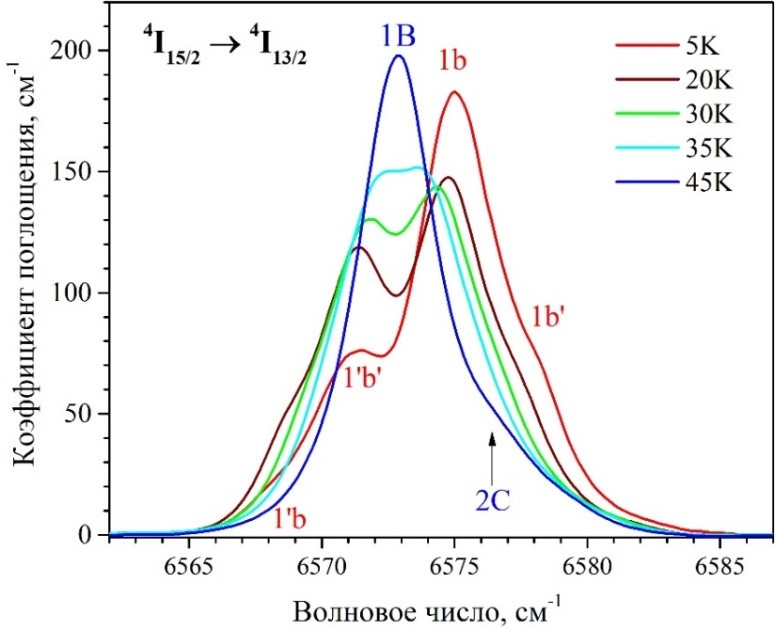 ⁴I₁₅/₂ → ⁴I₁₃/₂
1B
1b
5K
20K
30K
35K
45K
200
150
100
50
0
1b'
1'b'
1'b
2C
6565
6570
6575
6580
6585
Коэффициент поглощения, см⁻¹
Волновое число, см⁻¹